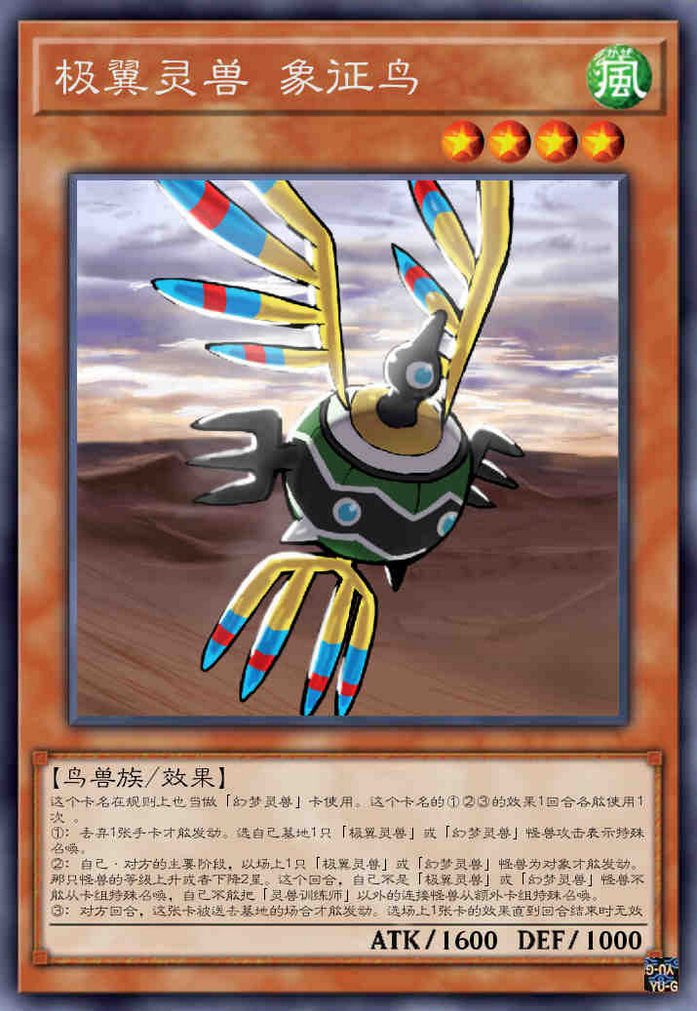 极翼灵兽 象征鸟
風
【鸟兽族/效果】
这个卡名在规则上也当做「幻梦灵兽」卡使用。这个卡名的①②③的效果1回合各能使用1
次 。
①：丢弃1张手卡才能发动。选自己墓地1只「极翼灵兽」或「幻梦灵兽」怪兽攻击表示特殊
召唤。
②：自己·对方的主要阶段，以场上1只「极翼灵兽」或「幻梦灵兽」怪兽为对象才能发动。
那只怪兽的等级上升或者下降2星。这个回合，自己不是「极翼灵兽」或「幻梦灵兽」怪兽不
能从卡组特殊召唤，自己不能把「灵兽训练师」以外的连接怪兽从额外卡组特殊召唤。
③：对方回合，这张卡被送去墓地的场合才能发动。选场上1张卡的效果直到回合结束时无效
ATK/1600 DEF/1000